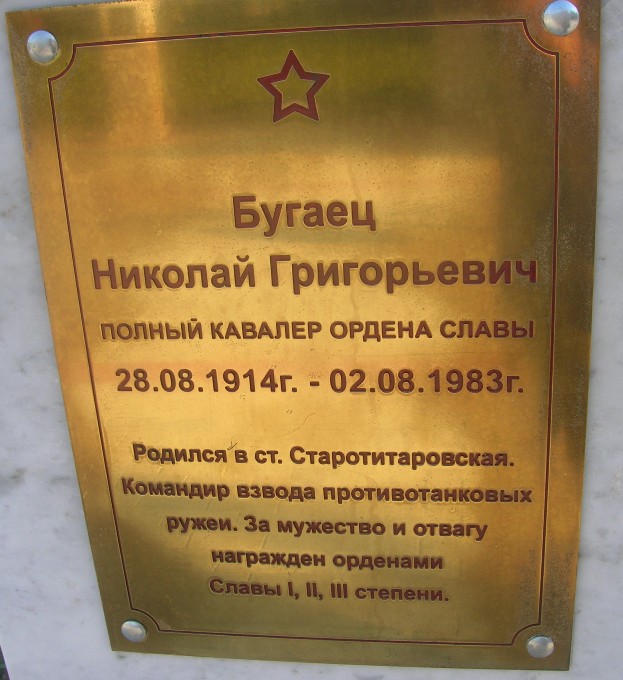 Бугаец
Николай Григорьевич
ПОЛНЫЙ КАВАЛЕР ОРДЕНА СЛАВЫ
28.08.1914г. - 02.08.1983г.
Родился в ст. Старотитаровская.
Командир взвода противотанковых
ружеи. За мужество и отвагу
награжден орденами
Славы I, II, III степени.